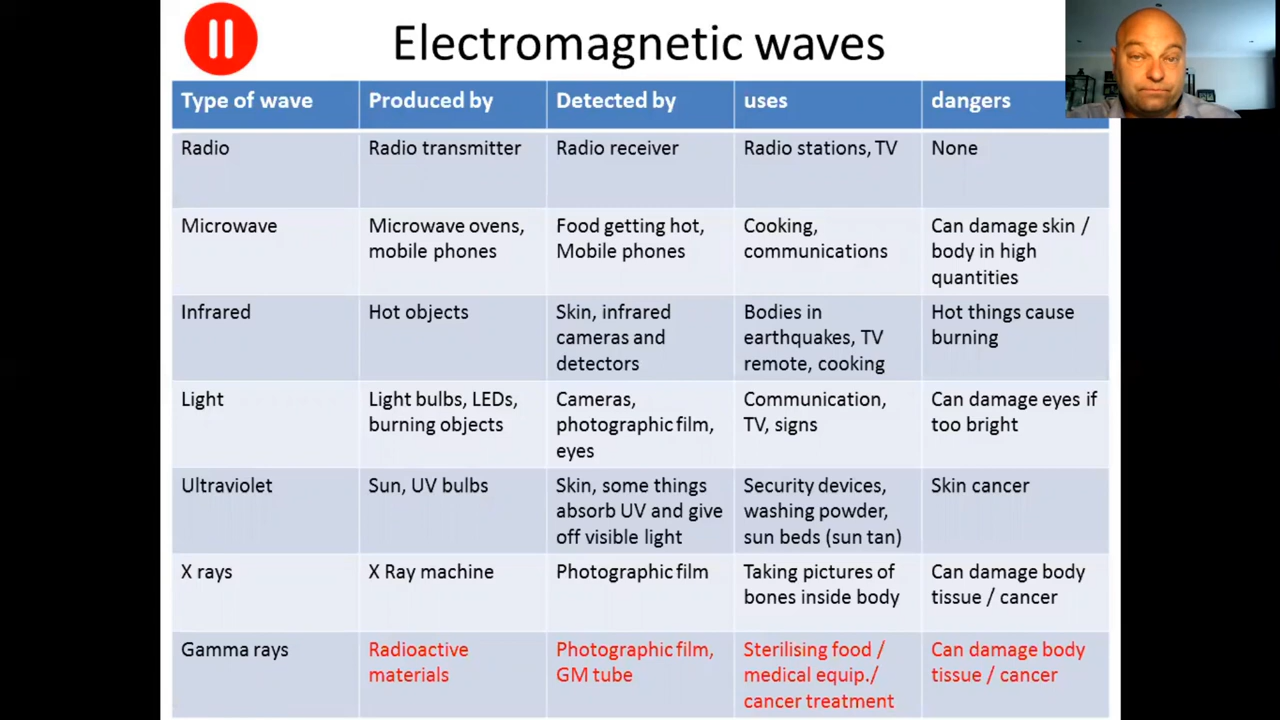 Electromagnetic waves
Type of wave
Produced by
Detected by
uses
dangers
Radio
Radio transmitter
Radio receiver
Radio stations, TV
None
Microwave
Microwave ovens,
mobile phones
Food getting hot,
Mobile phones
Cooking,
communications
Can damage skin /
body in high
quantities
Infrared
Hot objects
Skin, infrared
cameras and
detectors
Bodies in
earthquakes, TV
remote, cooking
Hot things cause
burning
Light
Light bulbs, LEDs,
burning objects
Cameras,
photographic film,
eyes
Communication,
TV, signs
Can damage eyes if
too bright
Ultraviolet
Sun, UV bulbs
Skin, some things
absorb UV and give
off visible light
Security devices,
washing powder,
sun beds (sun tan)
Skin cancer
X rays
X Ray machine
Photographic film
Taking pictures of
bones inside body
Can damage body
tissue / cancer
Gamma rays
Radioactive
materials
Photographic film,
GM tube
Sterilising food /
medical equip./
cancer treatment
Can damage body
tissue / cancer